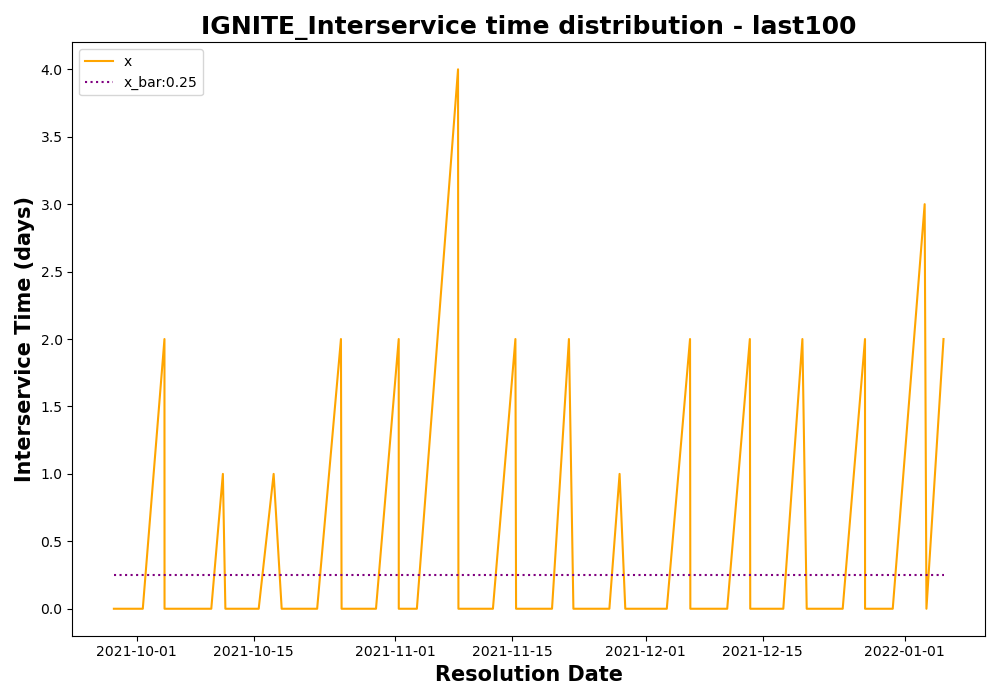 IGNITE_Interservice time distribution - last100
x
x_bar:0.25
4.0
3.5
3.0
2.5
2.0
1.5
1.0
0.5
0.0
Interservice Time (days)
2021-10-01 2021-10-15 2021-11-01 2021-11-15 2021-12-01 2021-12-15 2022-01-01
Resolution Date